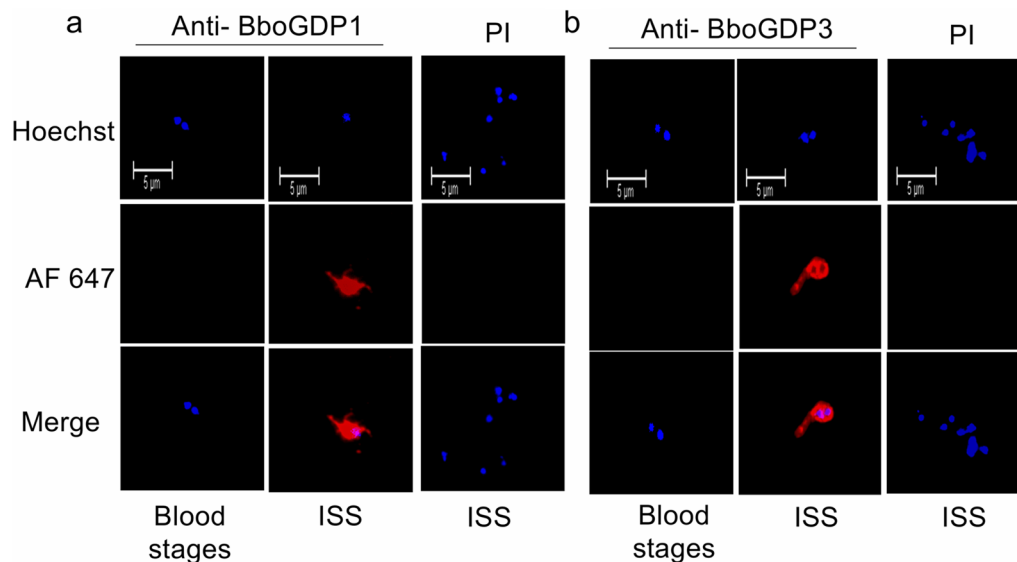 a
Anti- BboGDP1
PI
b
Anti- BboGDP3
PI
Hoechst
5 µm
5 µm
5 µm
5 µm
5 µm
5 µm
AF 647
Merge
Blood
stages
ISS
ISS
Blood
stages
ISS
ISS